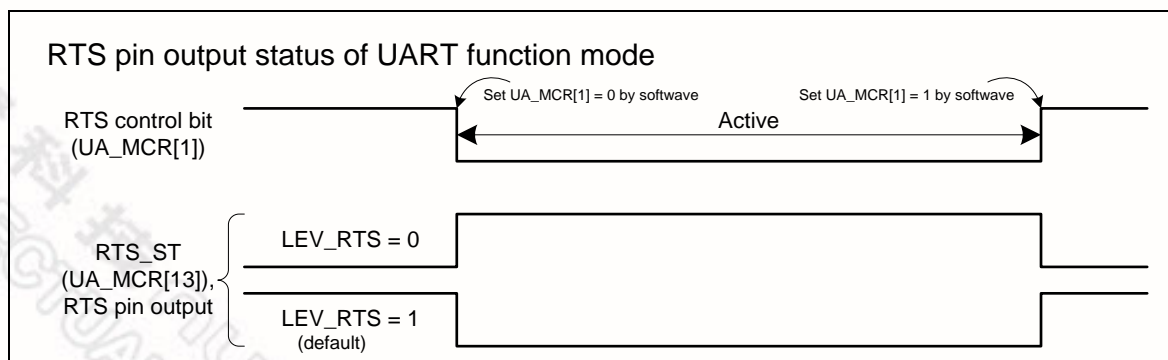 RTS pin output status of UART function mode
Set UA_MCR[1] = 0 by softwave
Set UA_MCR[1] = 1 by softwave
RTS control bit
(UA_MCR[1])
Active
RTS_ST
(UA_MCR[13]),
RTS pin output
LEV_RTS = 0
LEV_RTS = 1
(default)